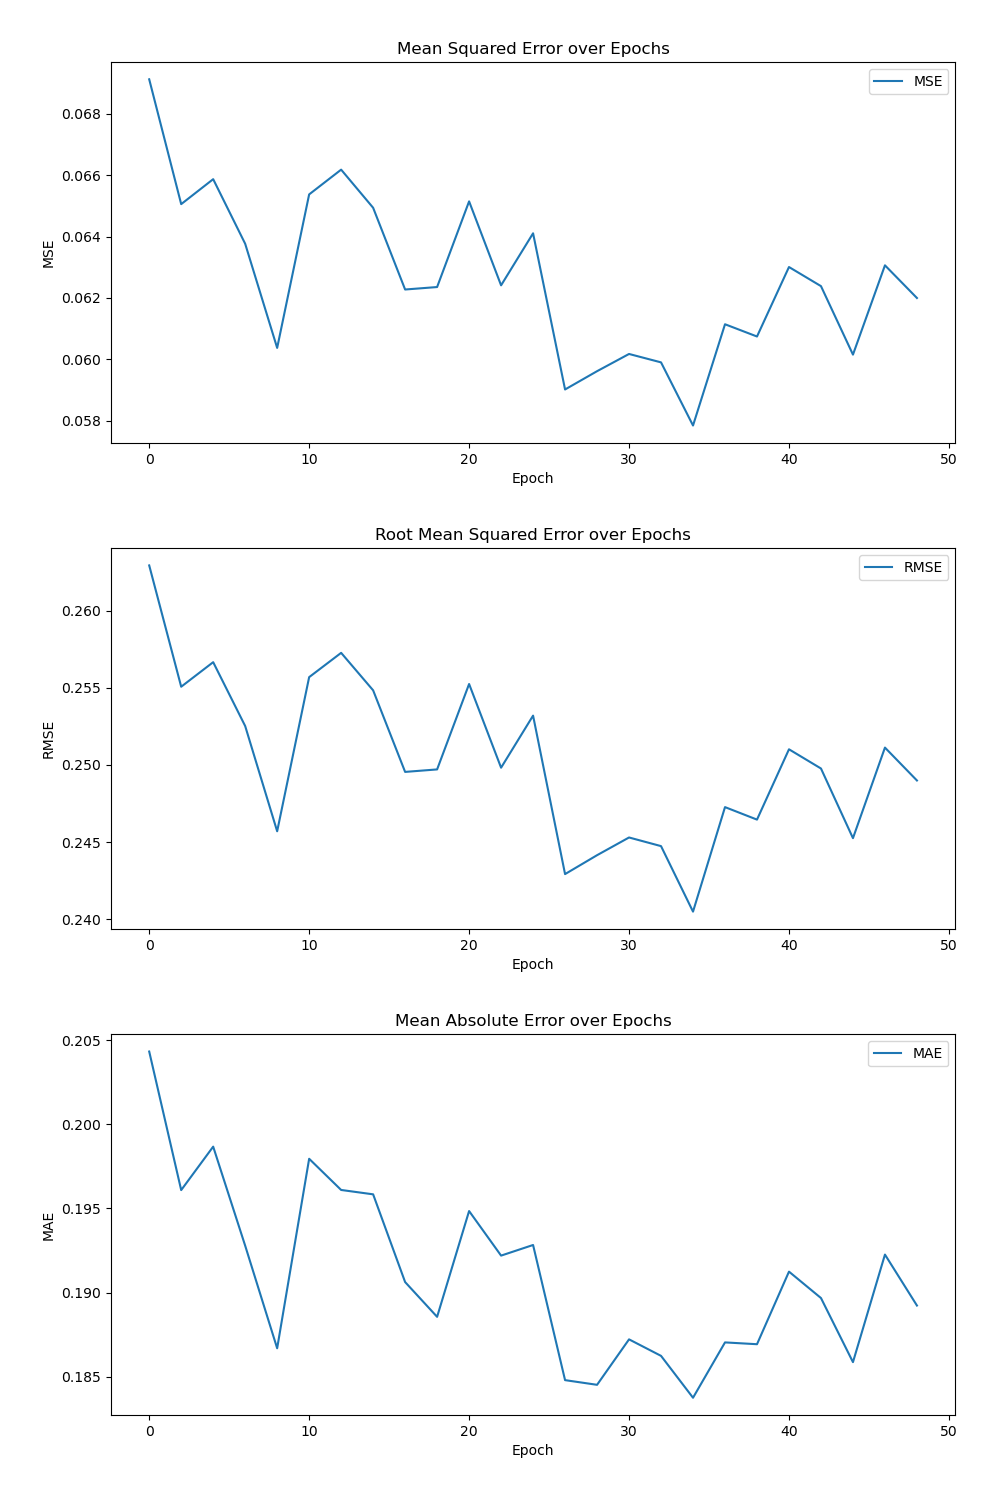 Mean Squared Error over Epochs
MSE
0.068
0.066
0.064
0.062
0.060
0.058
MSE
0 10 20 30 40 50
Epoch
Root Mean Squared Error over Epochs
RMSE
0.260
0.255
0.250
0.245
0.240
RMSE
0 10 20 30 40 50
Epoch
Mean Absolute Error over Epochs
MAE
0.205
0.200
0.195
0.190
0.185
MAE
0 10 20 30 40 50
Epoch